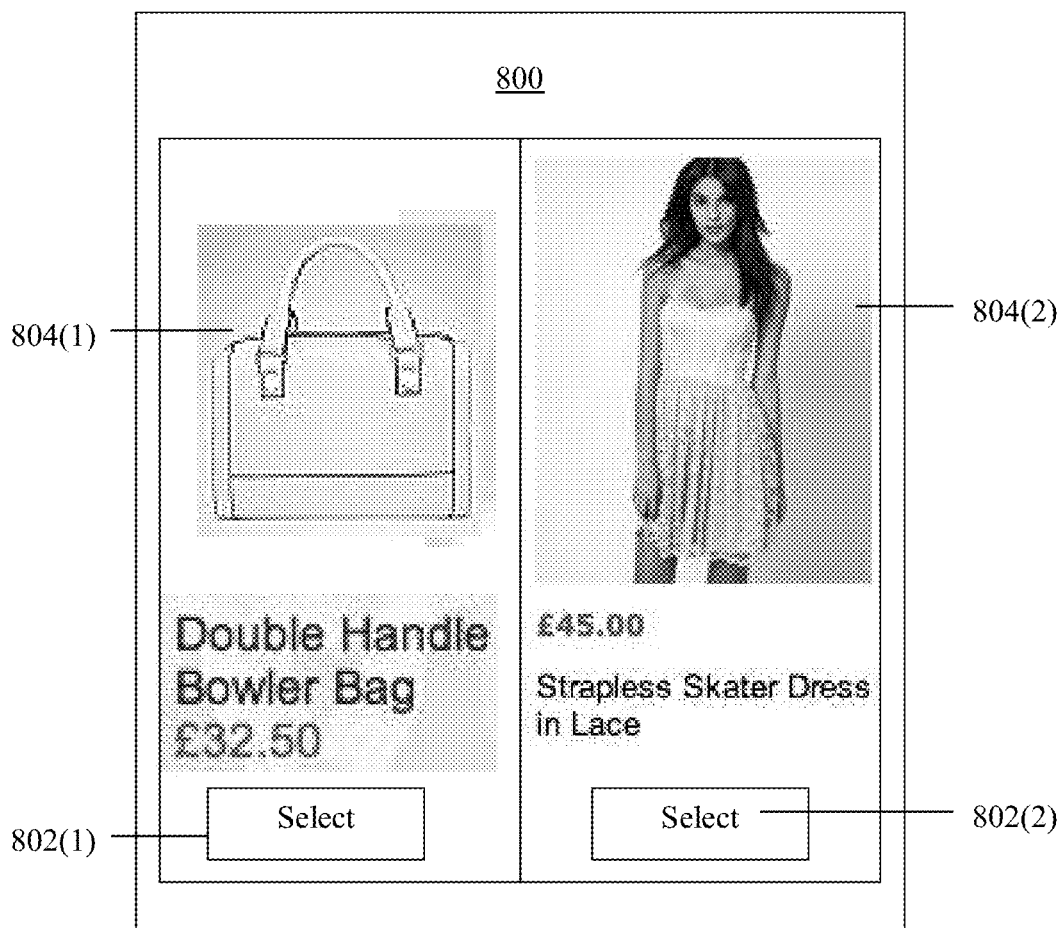 800
804(1)
804(2)
Double Handle
Bowler Bag
£32.50
£45.00
Strapless Skater Dress
in Lace
Select
Select
802(1)
802(2)